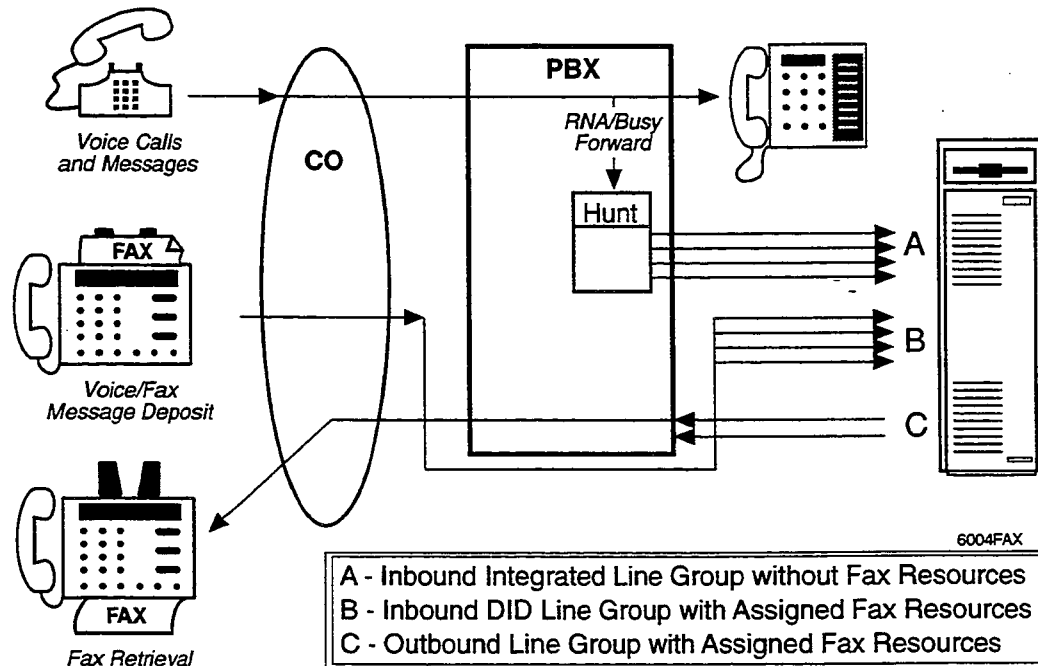 PBX
RNA/Busy
Forward
Voice Calls
and Messages
CO
Hunt
A
FAX
B
Voice/Fax
Message Deposit
C
6004FAX
FAX
Fax Retrieval
A - Inbound Integrated Line Group without Fax Resources
B - Inbound DID Line Group with Assigned Fax Resources
C - Outbound Line Group with Assigned Fax Resources